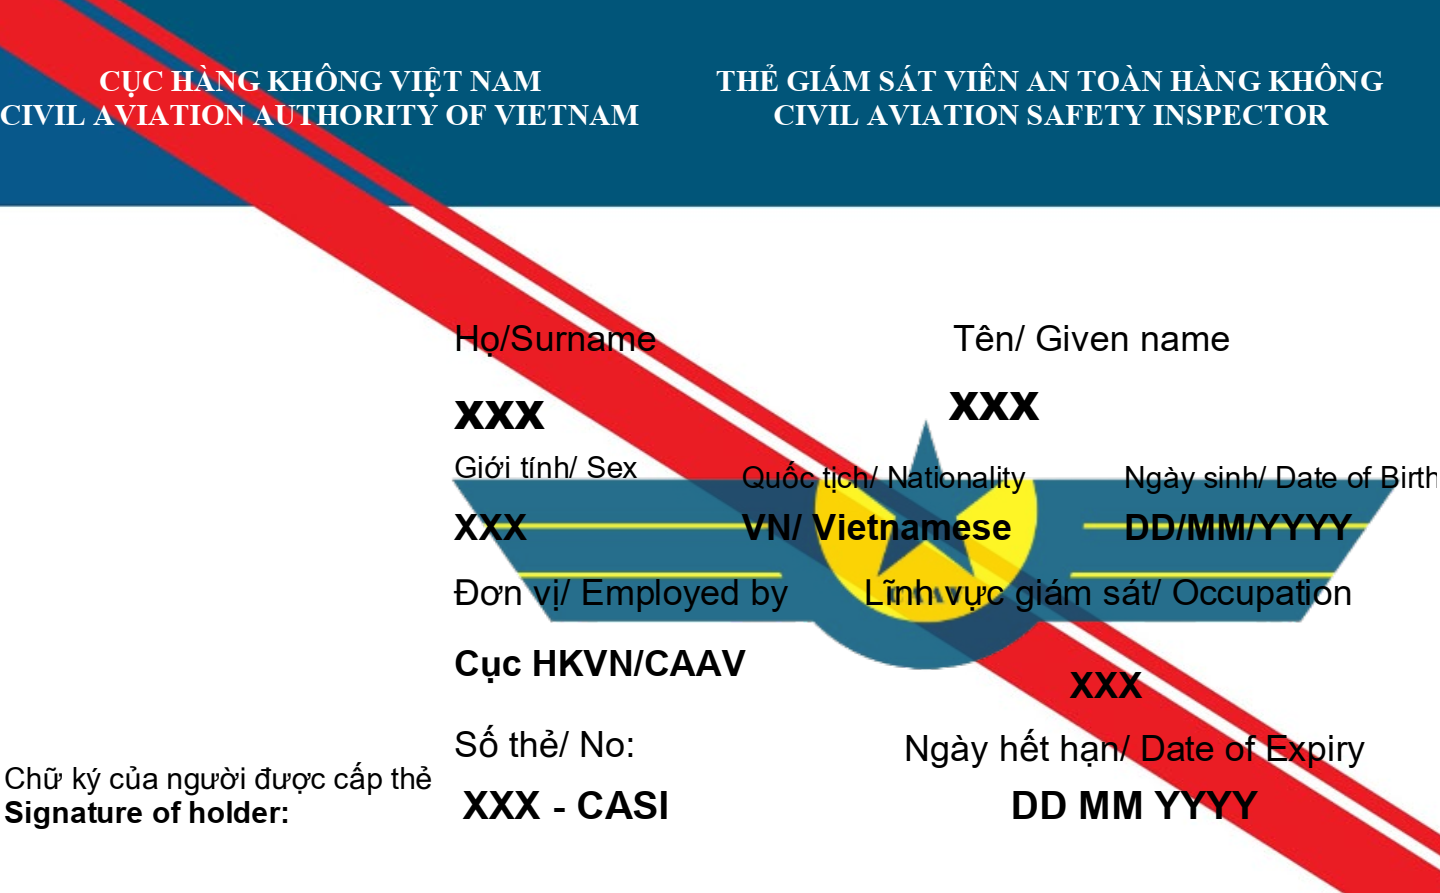 CỤC HÀNG KHÔNG VIỆT NAM
CIVIL AVIATION AUTHORITY OF VIETNAM
THẺ GIÁM SÁT VIÊN AN TOÀN HÀNG KHÔNG
CIVIL AVIATION SAFETY INSPECTOR
Họ/Surname
Tên/ Given name
xxx
xxx
Giới tính/ Sex
Quốc tịch/ Nationality
Ngày sinh/ Date of Birth
XXX
VN/ Vietnamese
DD/MM/YYYY
Đơn vị/ Employed by
Lĩnh vực giám sát/ Occupation
Cục HKVN/CAAV
XXX
Số thẻ/ No:
Ngày hết hạn/ Date of Expiry
Chữ ký của người được cấp thẻ
Signature of holder:
XXX - CASI
DD MM YYYY